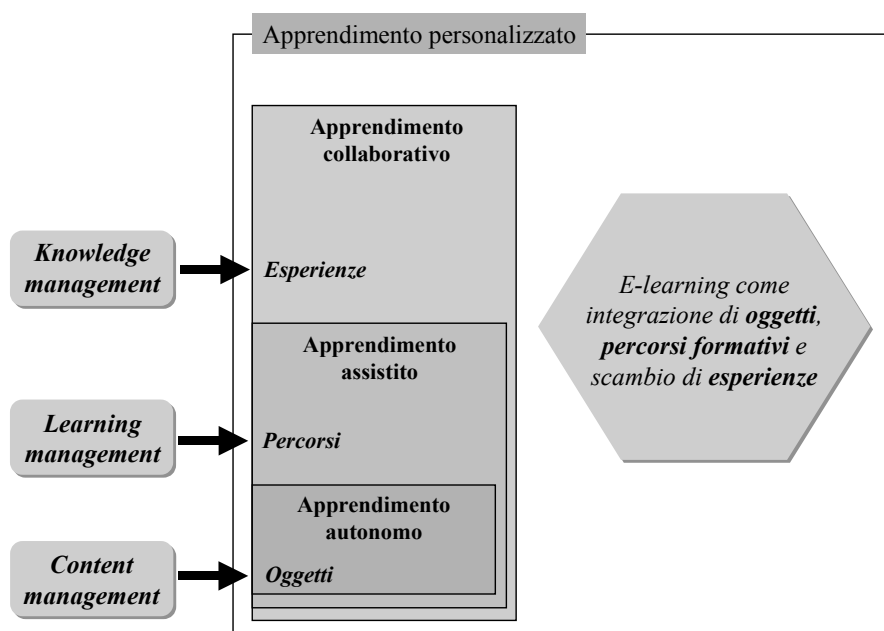 Apprendimento personalizzato
Apprendimento
collaborativo
Knowledge
management
Esperienze
E-learning come
integrazione di oggetti,
percorsi formativi e
scambio di esperienze
Apprendimento
assistito
Learning
management
Percorsi
Apprendimento
autonomo
Content
management
Oggetti